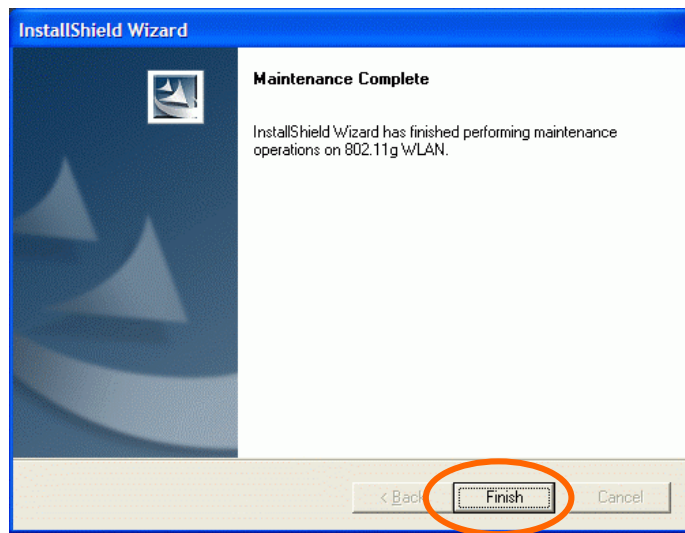 InstallShield Wizard
Maintenance Complete
InstallShield Wizard has finished performing maintenance
operations on 802.11g WLAN.
< Back
Finish
Cancel